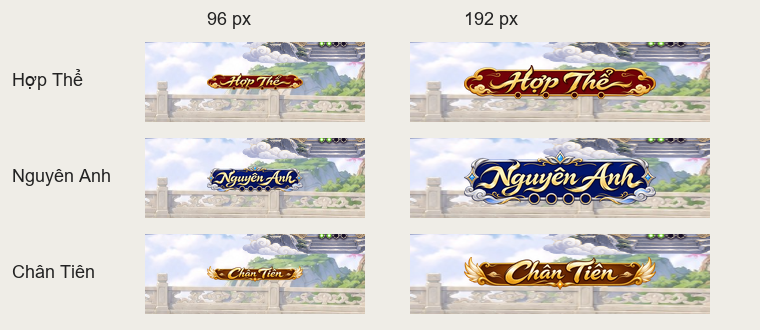 96 px 192 px
Hợp Thể Hợp Thể Hợp Thể
Nguyên Anh Nguyên Anh Nguyên Anh
Chân Tiên Chân Tiên Chân Tiên